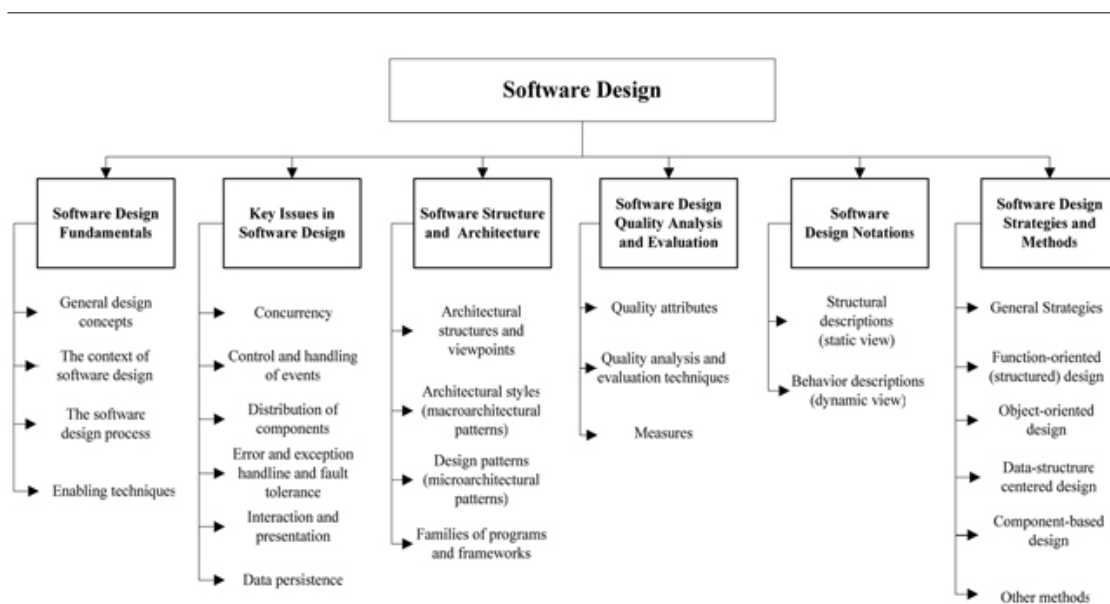 Software Design
Software Design
Fundamentals
General design
concepts
The context of
software design
The software
design process
Enabling techniques
Key Issues in
Software Design
Concurrency
Control and handling
of events
Distribution of
components
Error and exception
handline and fault
tolerance
Interaction and
presentation
Data persistence
Software Structure
and Architecture
Architectural
structures and
viewpoints
Architectural styles
(macroarchitectural
patterns)
Design patterns
(microarchitectural
patterns)
Families of programs
and frameworks
Software Design
Quality Analysis
and Evaluation
Quality attributes
Quality analysis and
evaluation techniques
Measures
Software
Design Notations
Structural
descriptions
(static view)
Behavior descriptions
(dynamic view)
Software Design
Strategies and
Methods
General Strategies
Function-oriented
(structured) design
Object-oriented
design
Data-structrure
centered design
Component-based
design
Other methods